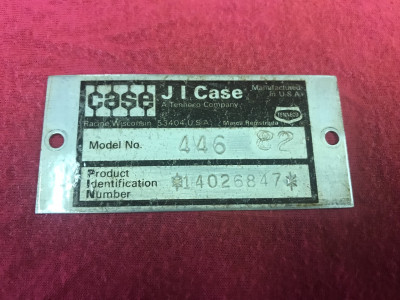 case J I Case Manufactured
A Tenneco Company in U.S.A.
TENNECO
Racine, Wisconsin 53404 U.S.A. Marca Registrada
Model No. 446 82
Product
Identification *14026847*
Number